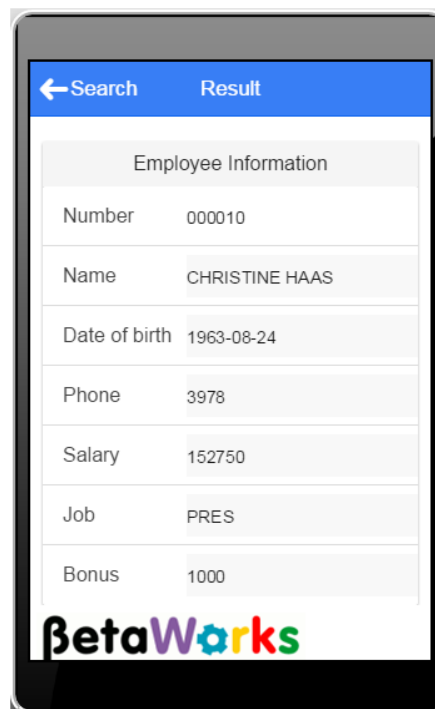 Search Result
Employee Information
Number 000010
Name CHRISTINE HAAS
Date of birth 1963-08-24
Phone 3978
Salary 152750
Job PRES
Bonus 1000
βetaWorks